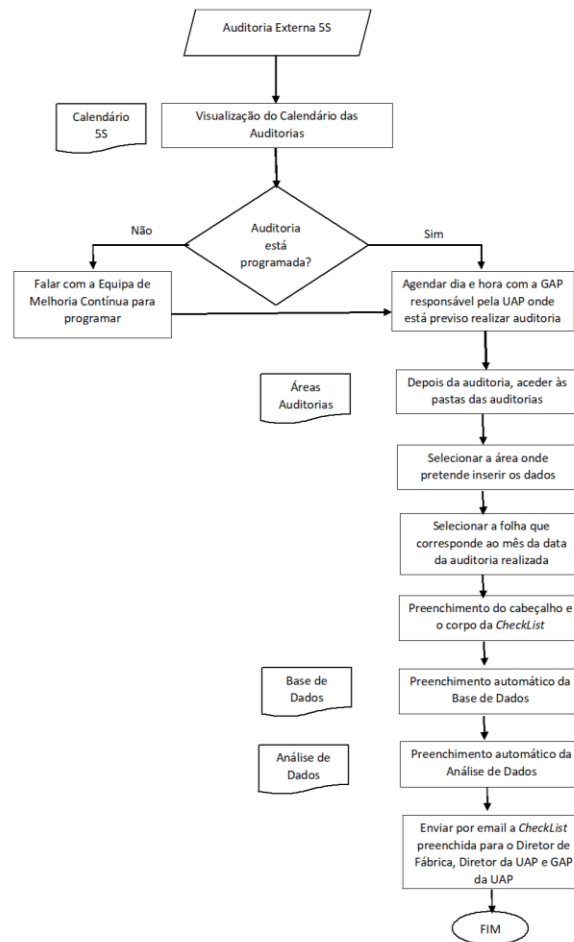 Auditoria Externa 5S
Calendário
5S
Visualização do Calendário das
Auditorias
Auditoria
está
programada?
Não
Sim
Falar com a Equipa de
Melhoria Contínua para
programar
Agendar dia e hora com a GAP
responsável pela UAP onde
está previso realizar auditoria
Áreas
Auditorias
Depois da auditoria, aceder às
pastas das auditorias
Selecionar a área onde
pretende inserir os dados
Selecionar a folha que
corresponde ao mês da data
da auditoria realizada
Preenchimento do cabeçalho e
o corpo da CheckList
Base de
Dados
Preenchimento automático da
Base de Dados
Análise de
Dados
Preenchimento automático da
Análise de Dados
Enviar por email a CheckList
preenchida para o Diretor de
Fábrica, Diretor da UAP e GAP
da UAP
FIM